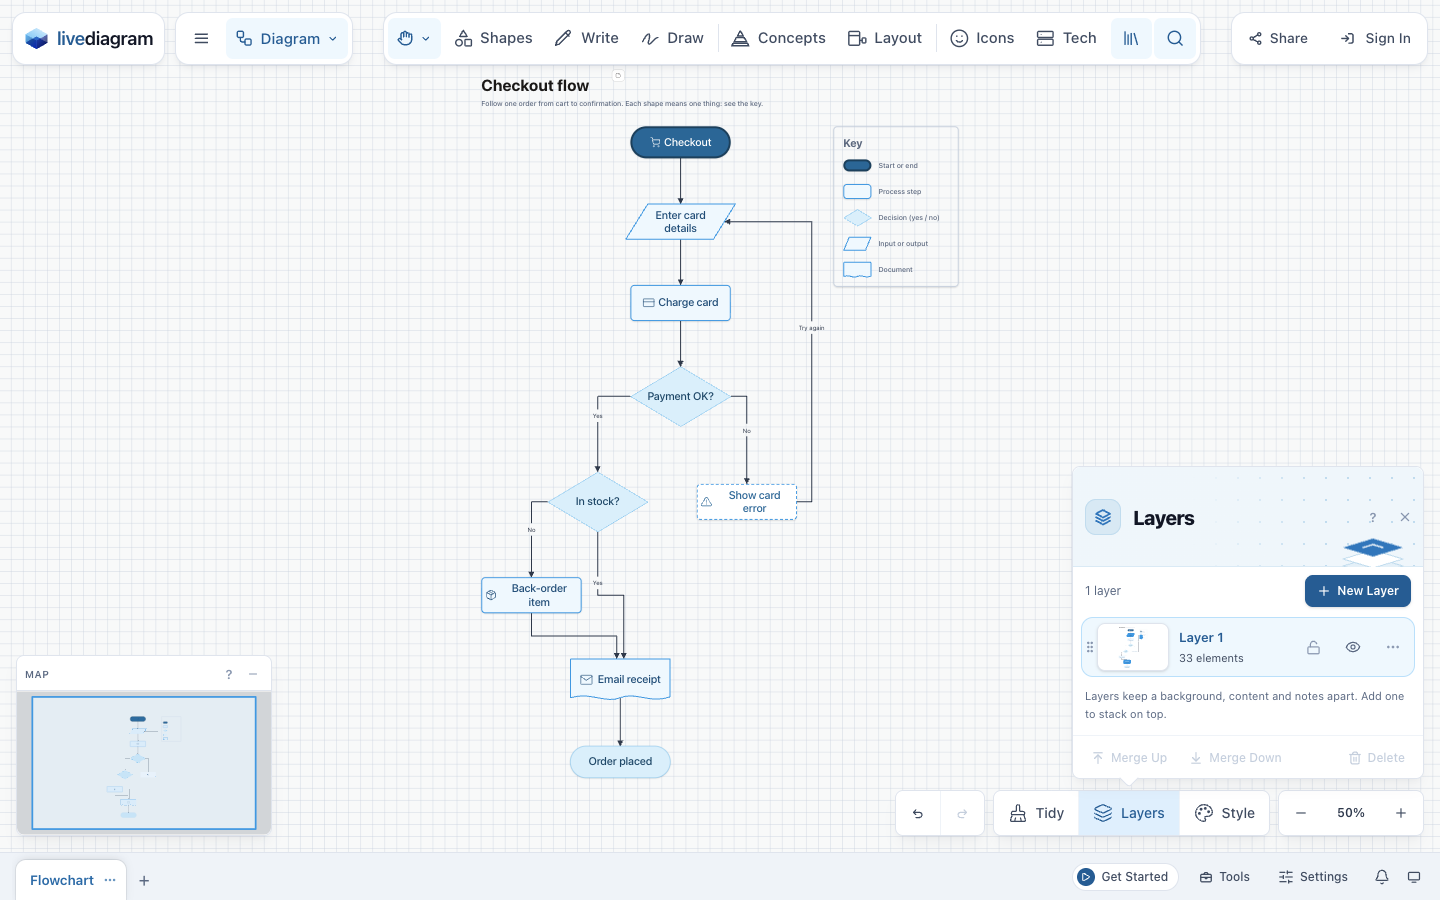 livediagram
Diagram
Shapes
Write
Draw
Concepts
Layout
Icons
Tech
Share
Sign In
Checkout flow
Follow one order from cart to confirmation. Each shape means one thing: see the key.
Checkout
Key
Start or end
Process step
Decision (yes / no)
Input or output
Document
Enter card
details
Charge card
Try again
Payment OK?
Yes
No
In stock?
Show card
error
No
Yes
Back-order
item
Email receipt
Order placed
MAP
?
Layers
?
1 layer
New Layer
Layer 1
33 elements
Layers keep a background, content and notes apart. Add one
to stack on top.
Merge Up
Merge Down
Delete
Tidy
Layers
Style
50%
Flowchart
Get Started
Tools
Settings